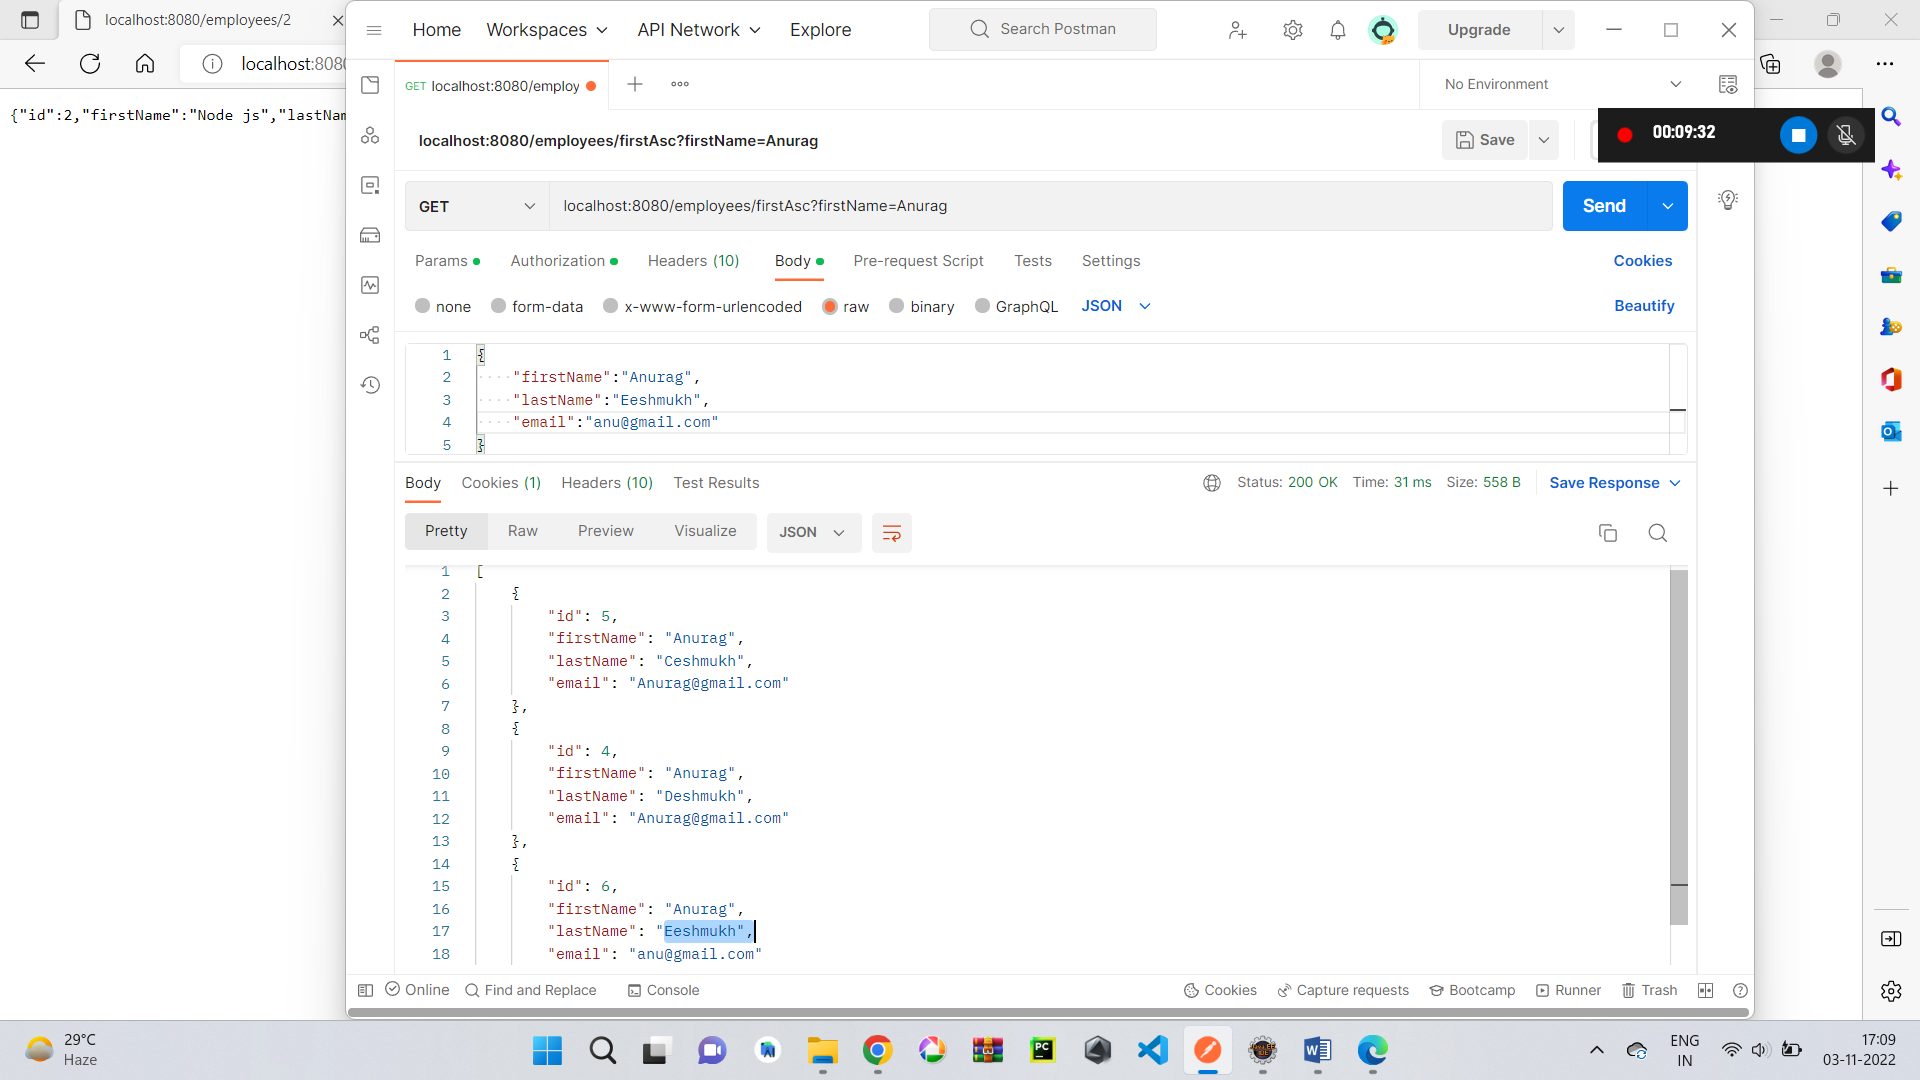 localhost:8080/employees/2
localhost:808
{"id":2,"firstName":"Node js","lastNam
Home Workspaces API Network Explore Search Postman Upgrade
GET localhost:8080/employ No Environment
localhost:8080/employees/firstAsc?firstName=Anurag Save
00:09:32
GET localhost:8080/employees/firstAsc?firstName=Anurag Send
Params Authorization Headers (10) Body Pre-request Script Tests Settings Cookies
none form-data x-www-form-urlencoded raw binary GraphQL JSON Beautify
1 {
2 "firstName":"Anurag",
3 "lastName":"Eeshmukh",
4 "email":"anu@gmail.com"
5 }
Body Cookies (1) Headers (10) Test Results Status: 200 OK Time: 31 ms Size: 558 B Save Response
Pretty Raw Preview Visualize JSON
1 [
2 {
3 "id": 5,
4 "firstName": "Anurag",
5 "lastName": "Ceshmukh",
6 "email": "Anurag@gmail.com"
7 },
8 {
9 "id": 4,
10 "firstName": "Anurag",
11 "lastName": "Deshmukh",
12 "email": "Anurag@gmail.com"
13 },
14 {
15 "id": 6,
16 "firstName": "Anurag",
17 "lastName": "Eeshmukh",
18 "email": "anu@gmail.com"
Online Find and Replace Console Cookies Capture requests Bootcamp Runner Trash
29°C
Haze
ENG
IN
17:09
03-11-2022